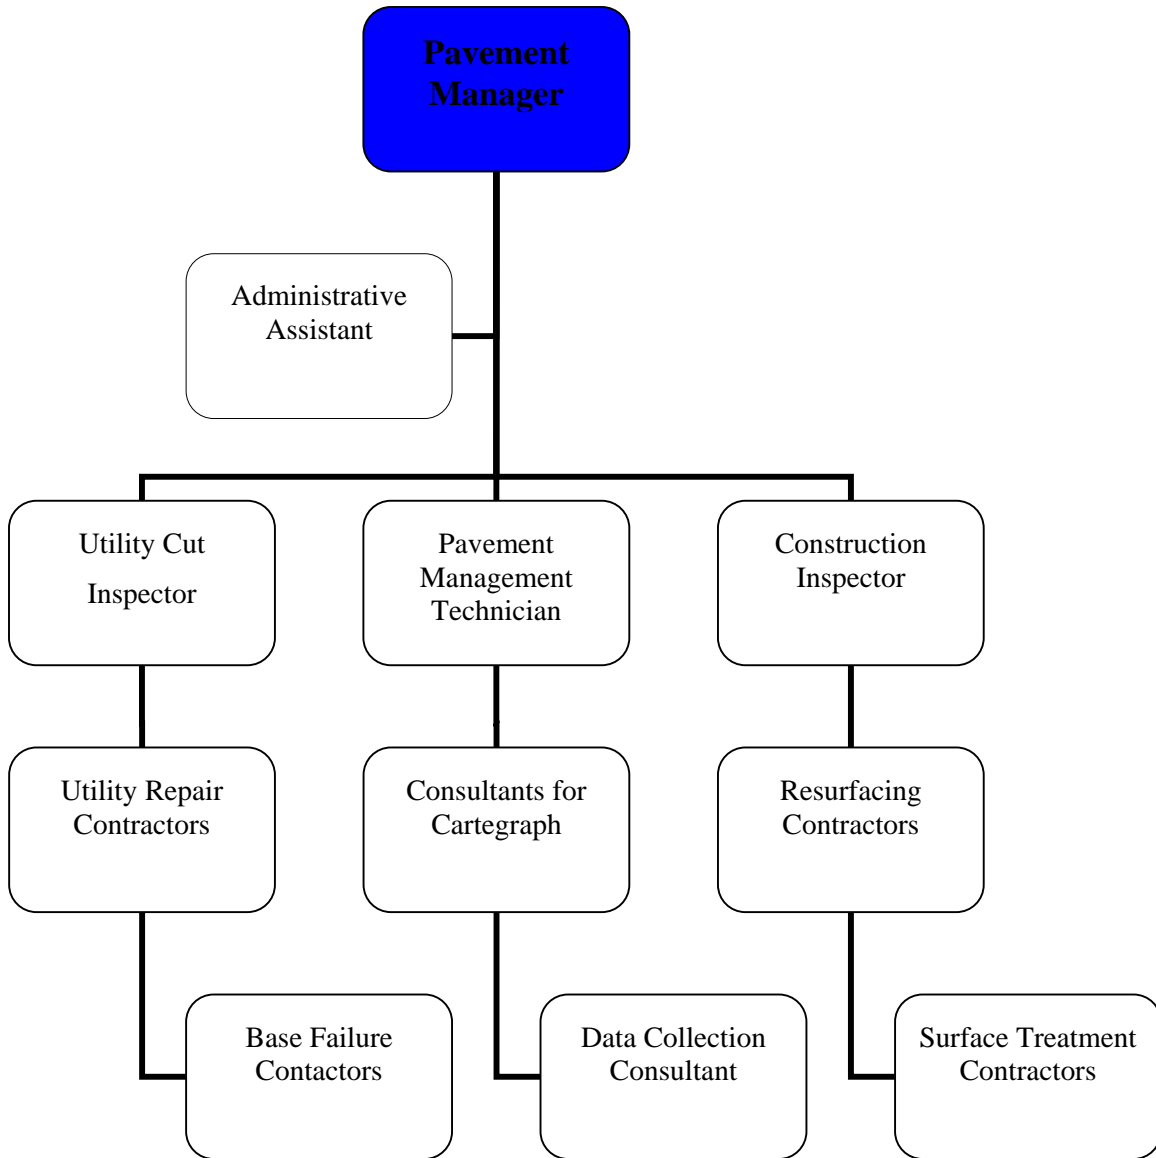 Pavement
Manager
Administrative
Assistant
Utility Cut
Inspector
Pavement
Management
Technician
Construction
Inspector
Utility Repair
Contractors
Consultants for
Cartegraph
Resurfacing
Contractors
Base Failure
Contactors
Data Collection
Consultant
Surface Treatment
Contractors